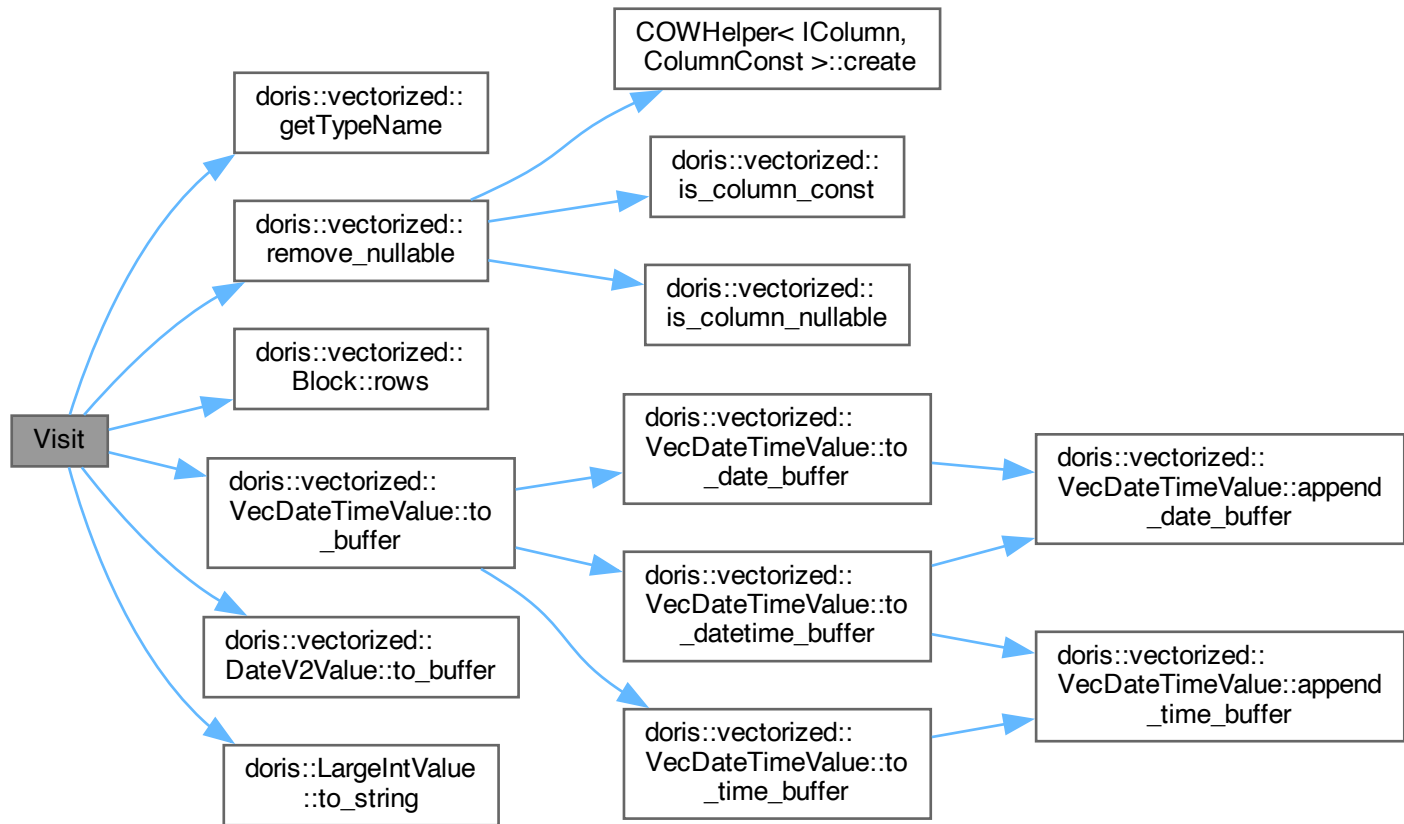 Visit
doris::vectorized::
getTypeName
doris::vectorized::
remove_nullable
doris::vectorized::
Block::rows
doris::vectorized::
VecDateTimeValue::to
_buffer
doris::vectorized::
DateV2Value::to_buffer
doris::LargeIntValue
::to_string
COWHelper< IColumn,
ColumnConst >::create
doris::vectorized::
is_column_const
doris::vectorized::
is_column_nullable
doris::vectorized::
VecDateTimeValue::to
_date_buffer
doris::vectorized::
VecDateTimeValue::to
_datetime_buffer
doris::vectorized::
VecDateTimeValue::to
_time_buffer
doris::vectorized::
VecDateTimeValue::append
_date_buffer
doris::vectorized::
VecDateTimeValue::append
_time_buffer